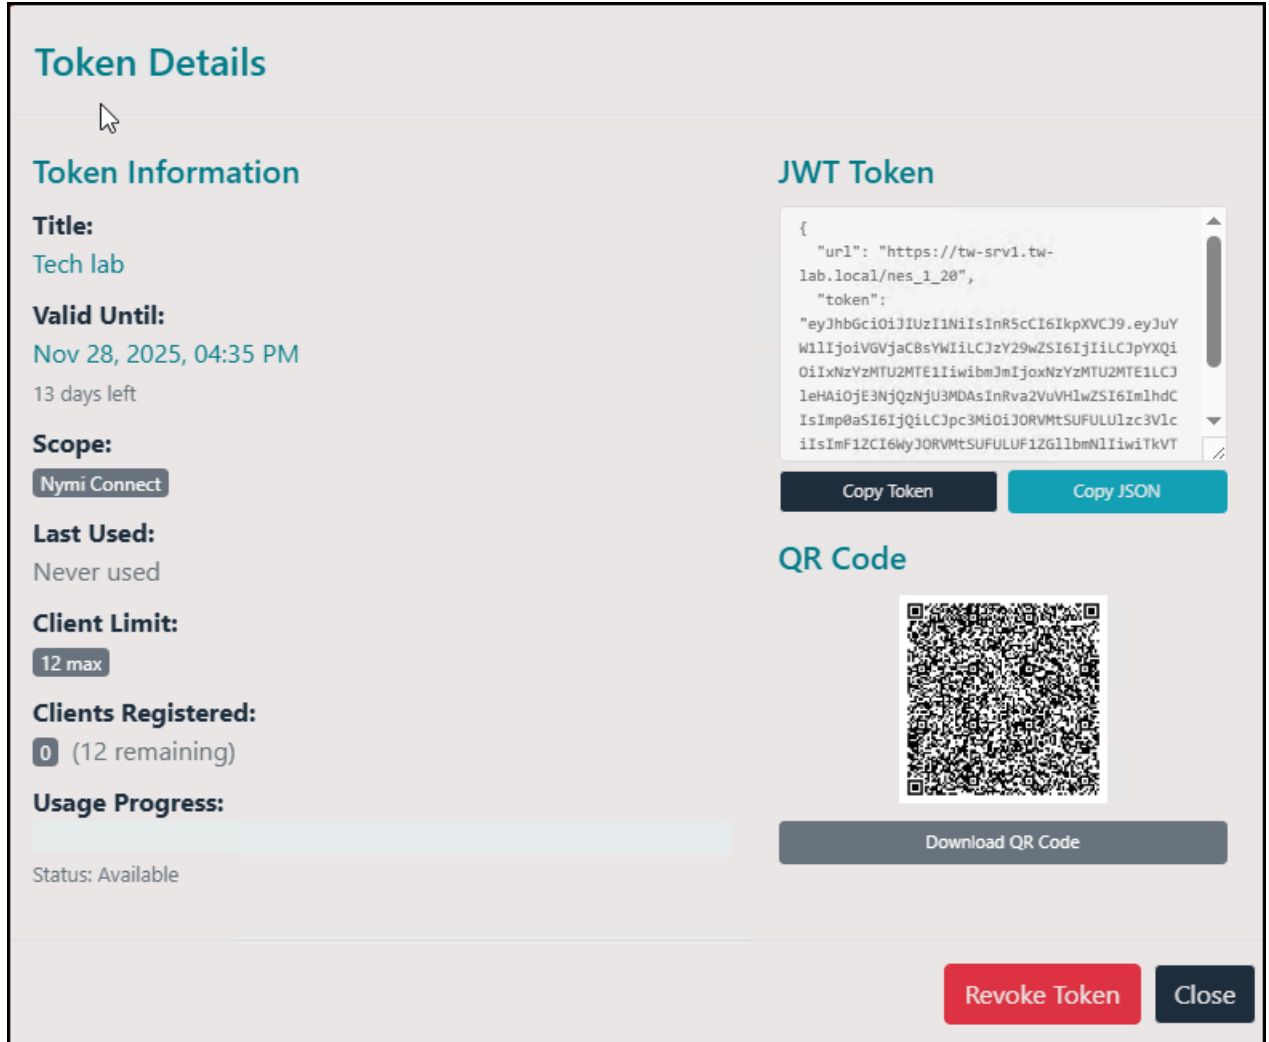 Token Details
Token Information
Title:
Tech lab
Valid Until:
Nov 28, 2025, 04:35 PM
13 days left
Scope:
Nymi Connect
Last Used:
Never used
Client Limit:
12 max
Clients Registered:
0 (12 remaining)
Usage Progress:
Status: Available
JWT Token
{
"url": "https://tw-srv1.tw-
lab.local/nes_1_20",
"token":
"eyJhbGciOiJIUzI1NiIsInR5cCI6IkpXVCJ9.eyJuY
W1lIjoiVGVjaCBsYWIiLCJzY29wZSI6IjIiLCJpYXQi
OiIxNzYzMTU2MTE1IiwibmJmIjoxNzYzMTU2MTE1LCJ
leHAiOjE3NjQzNjU3MDAsInRva2VuVHlwZSI6ImlhdC
IsImp0aSI6IjQiLCJpc3MiOiJORVMtSUFULUlzc3Vlc
iIsImF1ZCI6WyJORVMtSUFULUF1ZGllbmNlIiwiTkVT
Copy Token
Copy JSON
QR Code
Download QR Code
Revoke Token
Close